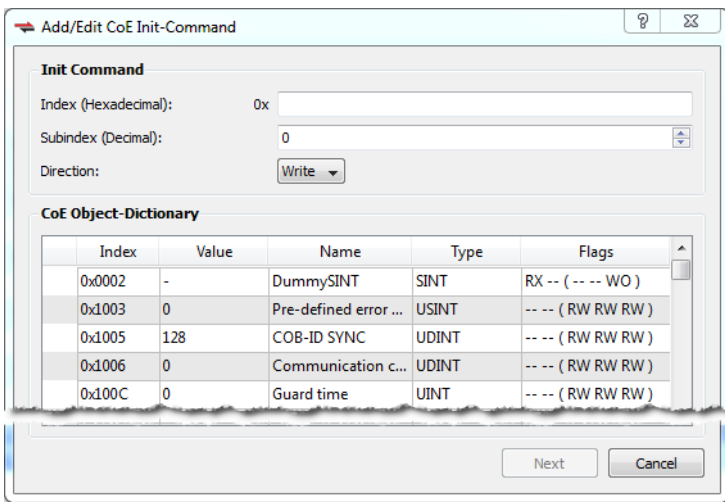 Add/Edit CoE Init-Command
Init Command
Index (Hexadecimal): 0x
Subindex (Decimal): 0
Direction: Write
CoE Object-Dictionary
Index Value Name Type Flags
0x0002 - DummySINT SINT RX -- ( -- -- WO )
0x1003 0 Pre-defined error ... USINT -- -- ( RW RW RW )
0x1005 128 COB-ID SYNC UDINT -- -- ( RW RW RW )
0x1006 0 Communication c... UDINT -- -- ( RW RW RW )
0x100C 0 Guard time UINT -- -- ( RW RW RW )
Next Cancel